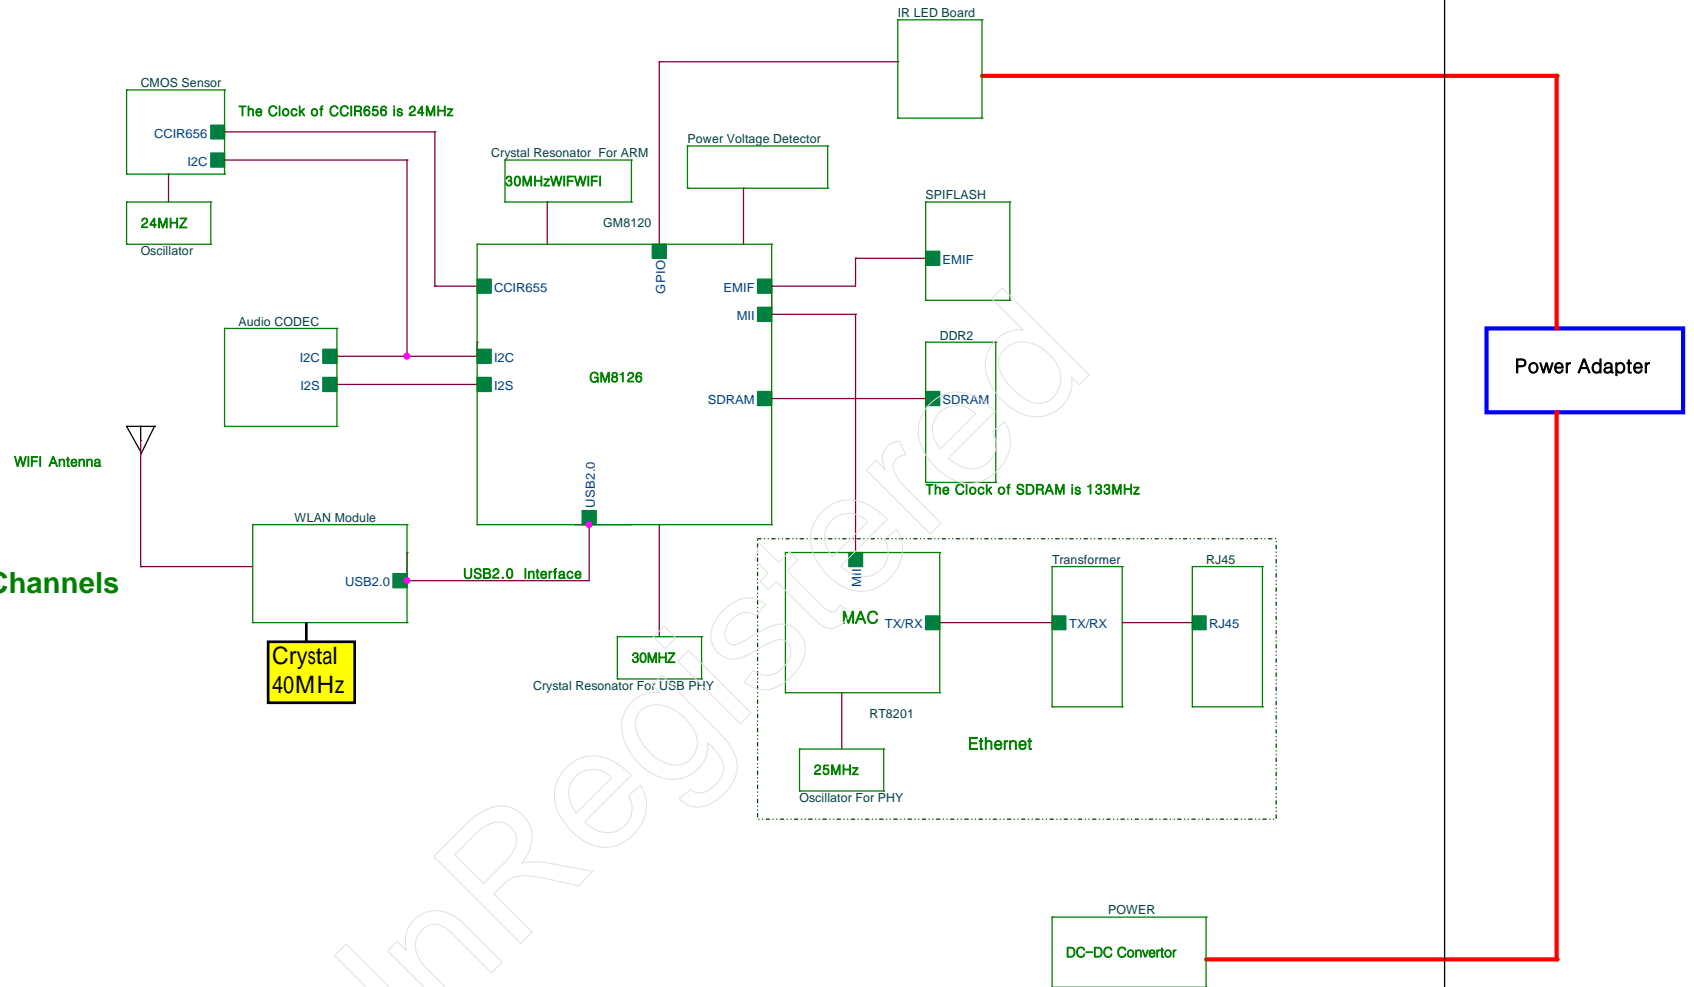 IR LED Board
CMOS Sensor
The Clock of CCIR656 is 24MHz
CCIR656
I2C
24MHZ
Oscillator
Crystal Resonator For ARM
30MHzWIFWIFI
Power Voltage Detector
GM8120
SPIFLASH
EMIF
GPIO
CCIR655
EMIF
MII
Audio CODEC
I2C
I2S
I2C
I2S
GM8126
SDRAM
USB2.0
DDR2
SDRAM
The Clock of SDRAM is 133MHz
Power Adapter
WIFI Antenna
WLAN Module
USB2.0
USB2.0 Interface
Channels
Crystal
40MHz
30MHZ
Crystal Resonator For USB PHY
MII
MAC
TX/RX
RT8201
Transformer
TX/RX
RJ45
RJ45
Ethernet
25MHz
Oscillator For PHY
POWER
DC-DC Convertor
UnRegistered